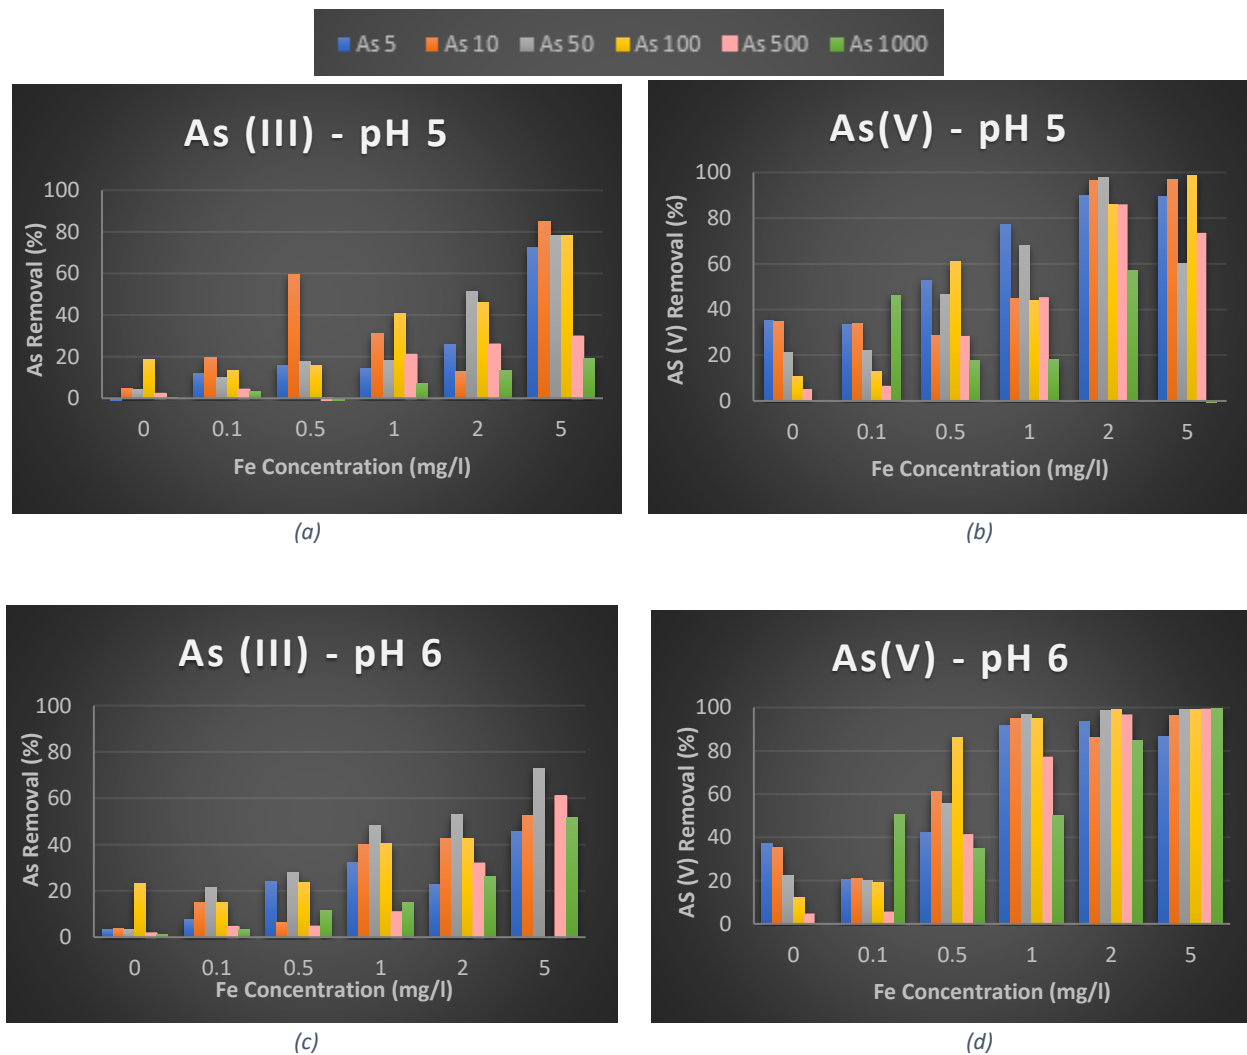 As 5 As 10 As 50 As 100 As 500 As 1000
As (III) - pH 5
As Removal (%)
100
80
60
40
20
0
0 0.1 0.5 1 2 5
Fe Concentration (mg/l)
(a)
As(V) - pH 5
AS (V) Removal (%)
100
80
60
40
20
0
0 0.1 0.5 1 2 5
Fe Concentration (mg/l)
(b)
As (III) - pH 6
As Removal (%)
100
80
60
40
20
0
0 0.1 0.5 1 2 5
Fe Concentration (mg/l)
(c)
As(V) - pH 6
AS (V) Removal (%)
100
80
60
40
20
0
0 0.1 0.5 1 2 5
Fe Concentration (mg/l)
(d)